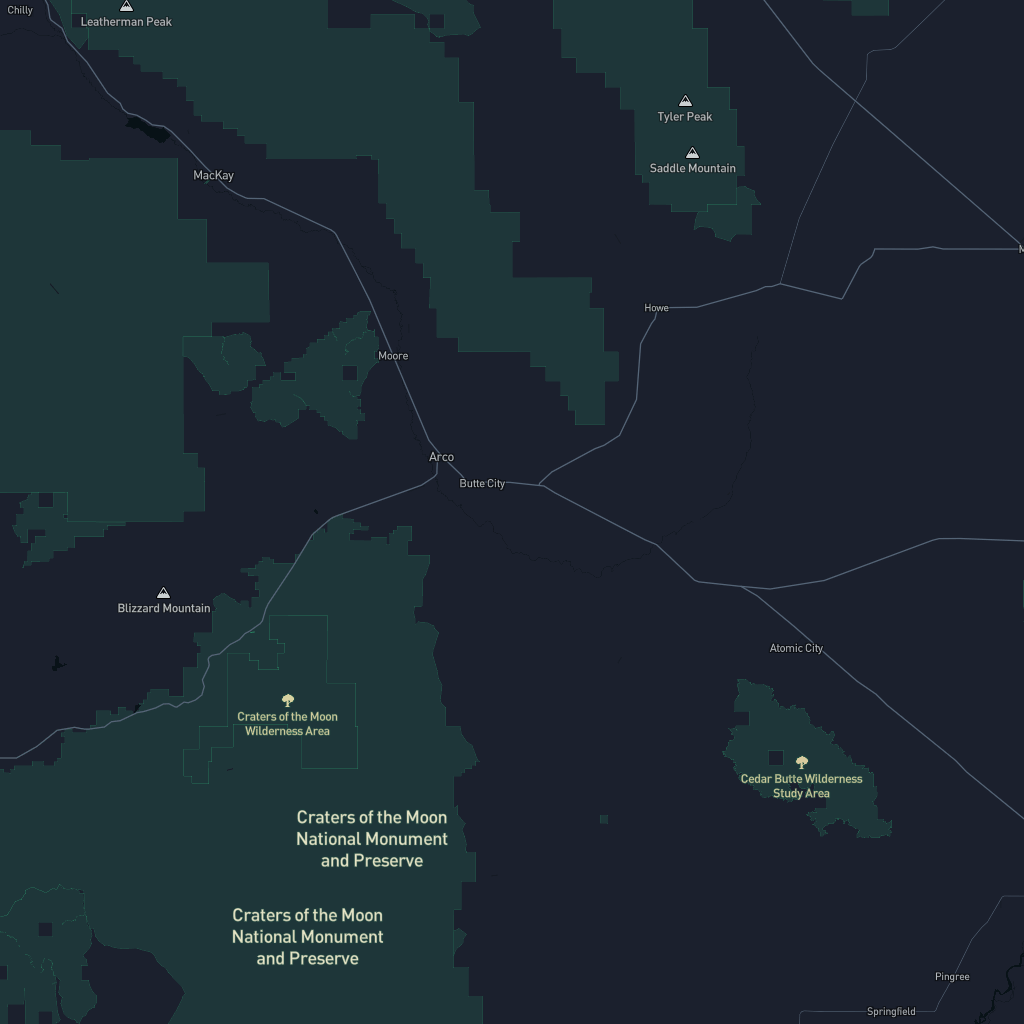 Chilly
Leatherman Peak
Tyler Peak
Saddle Mountain
MacKay
M
Howe
Moore
Arco
Butte City
Blizzard Mountain
Atomic City
Craters of the Moon
Wilderness Area
Cedar Butte Wilderness
Study Area
Craters of the Moon
National Monument
and Preserve
Craters of the Moon
National Monument
and Preserve
Pingree
Springfield